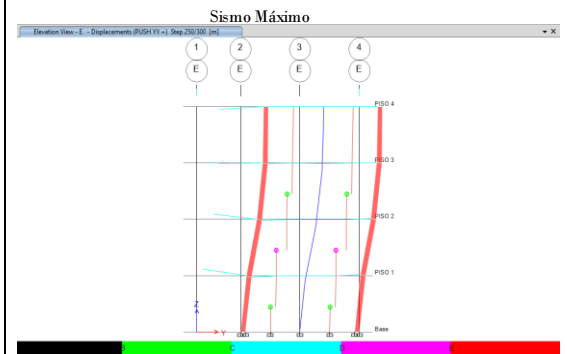 Sismo Máximo
Elevation View - E - Displacements (PUSH YY +) Step 250/300 [m]
1 2 3 4
E E E E
PISO 4
PISO 3
PISO 2
PISO 1
Z
Y
Base
B C D E